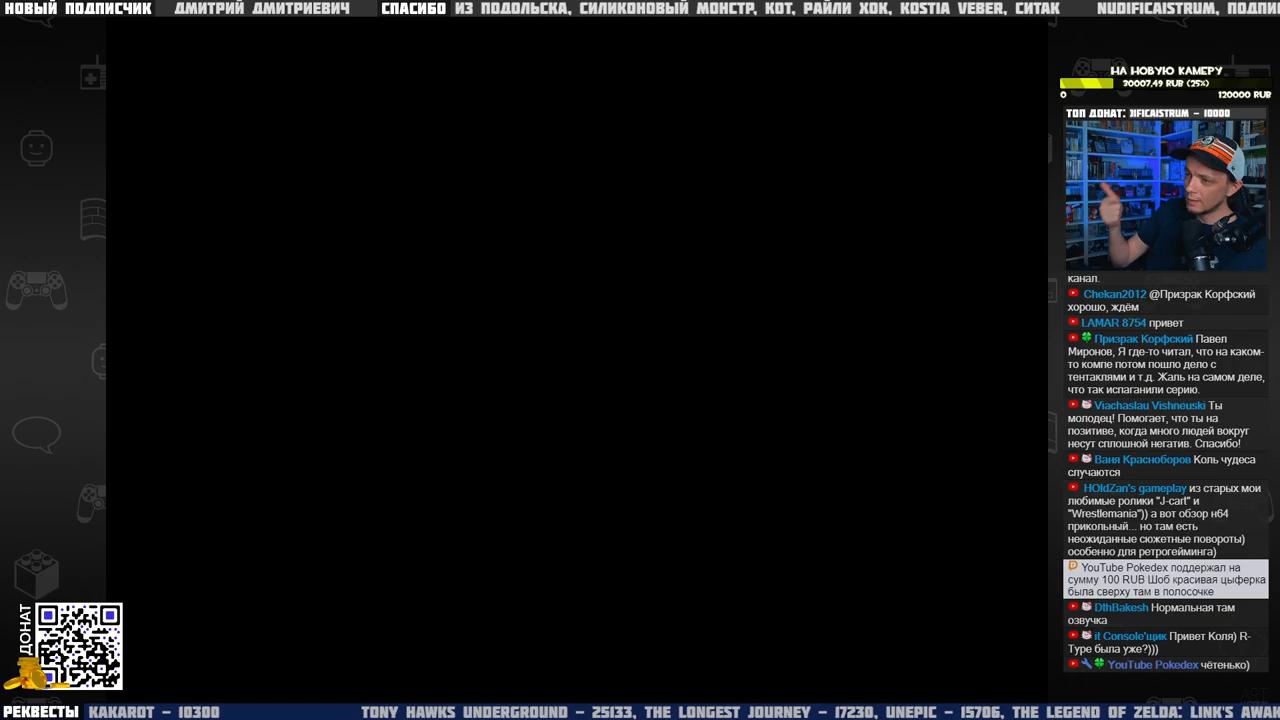 НОВЫЙ ПОДПИСЧИК ДМИТРИЙ ДМИТРИЕВИЧ СПАСИБО ИЗ ПОДОЛЬСКА, СИЛИКОНОВЫЙ МОНСТР, КОТ, РАЙЛИ ХОК, KOSTIA VEBER, СИТАК NUDIFICAISTRUM,
НА НОВУЮ КАМЕРУ
30007,49 RUB (25%)
0 120000 RUB
ТОП ДОНАТ: DIFICAISTRUM - 10000
канал.
Chekan2012 @Призрак Корфский
хорошо, ждём
LAMAR 8754 привет
Призрак Корфский Павел
Миронов, Я где-то читал, что на каком-
то компе потом пошло дело с
тентаклями и т.д. Жаль на самом деле,
что так испаганили серию.
Viachaslau Vishneuski Ты
молодец! Помогает, что ты на
позитиве, когда много людей вокруг
несут сплошной негатив. Спасибо!
Ваня Красноборов Коль чудеса
случаются
HOldZan's gameplay из старых мои
любимые ролики "J-cart" и
"Wrestlemania")) а вот обзор н64
прикольный... но там есть
неожиданные сюжетные повороты)
особенно для ретрогейминга)
YouTube Pokedex поддержал на
сумму 100 RUB Шоб красивая цыферка
была сверху там в полосочке
DthBakesh Нормальная там
озвучка
it Console'щик Привет Коля) R-
Type была уже?)))
YouTube Pokedex чётенько)
ДОНАТ
РЕКВЕСТЫ KAKAROT - 10300 TONY HAWKS UNDERGROUND - 25133, THE LONGEST JOURNEY - 17230, UNEPIC - 15706, THE LEGEND OF ZELDA: LINK'S